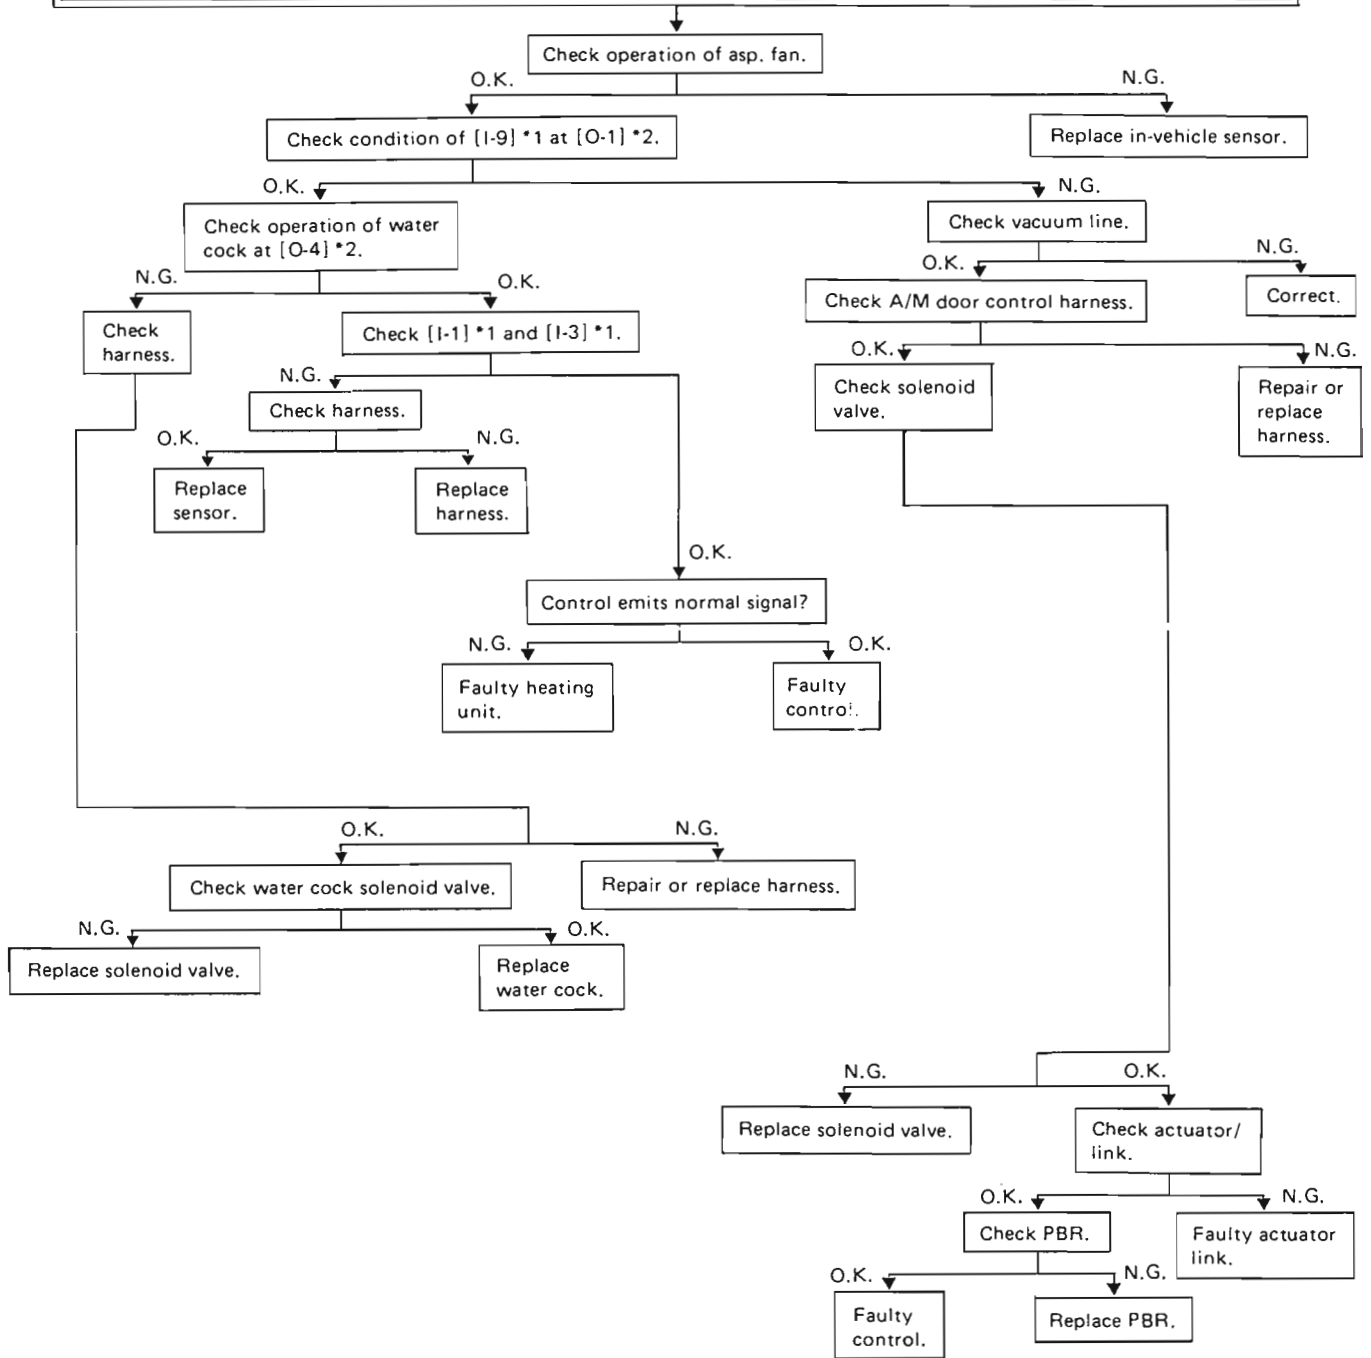 Check operation of asp. fan.
O.K.
N.G.
Check condition of [I-9] *1 at [O-1] *2.
Replace in-vehicle sensor.
O.K.
N.G.
Check operation of water
cock at [O-4] *2.
Check vacuum line.
N.G.
O.K.
O.K.
N.G.
Check
harness.
Check [I-1] *1 and [I-3] *1.
Check A/M door control harness.
Correct.
N.G.
O.K.
N.G.
Check harness.
Check solenoid
valve.
Repair or
replace
harness.
O.K.
N.G.
Replace
sensor.
Replace
harness.
O.K.
Control emits normal signal?
N.G.
O.K.
Faulty heating
unit.
Faulty
control.
O.K.
N.G.
Check water cock solenoid valve.
Repair or replace harness.
N.G.
O.K.
Replace solenoid valve.
Replace
water cock.
N.G.
O.K.
Replace solenoid valve.
Check actuator/
link.
O.K.
N.G.
Check PBR.
Faulty actuator
link.
O.K.
N.G.
Faulty
control.
Replace PBR.